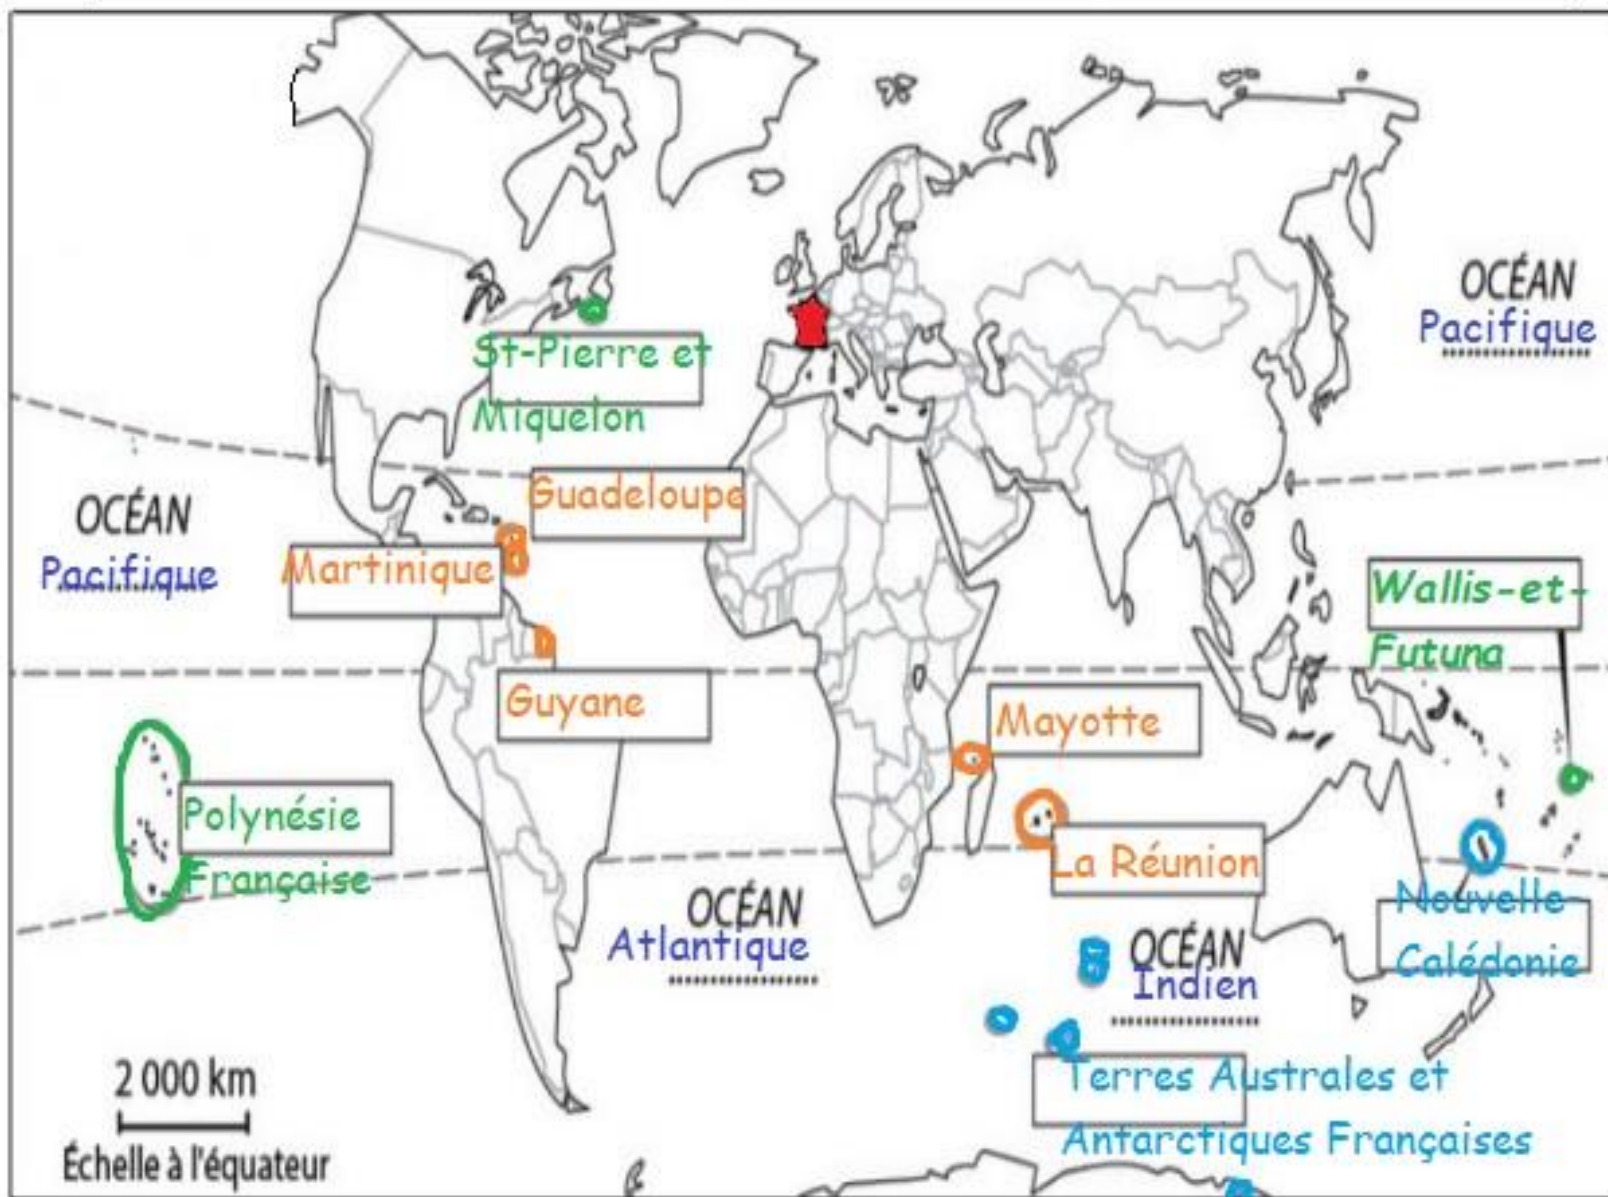 OCÉAN
Pacifique
St-Pierre et
Miquelon
Guadeloupe
OCÉAN
Pacifique
Martinique
Wallis-et-
Futuna
Guyane
Mayotte
Polynésie
Française
La Réunion
OCÉAN
Atlantique
Nouvelle-
Calédonie
OCÉAN
Indien
2 000 km
Échelle à l'équateur
Terres Australes et
Antarctiques Françaises